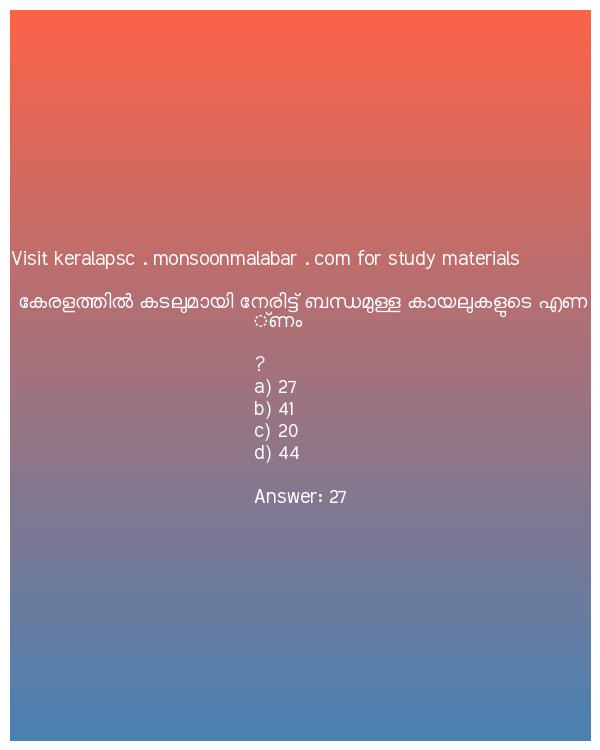 Visit keralapsc . monsoonmalabar . com for study materials
കേരളത്തിൽ കടലുമായി നേരിട്ട് ബന്ധമുള്ള കായലുകളുടെ എണ
്ണം
?
a) 27
b) 41
c) 20
d) 44
Answer: 27